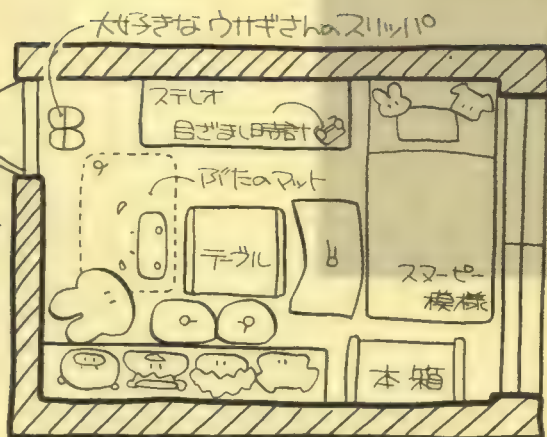 大好きなウサギさんのスリッパ
ステレオ
目ざまし時計
ぶたのマット
テーブル
スヌーピー
模様
本箱